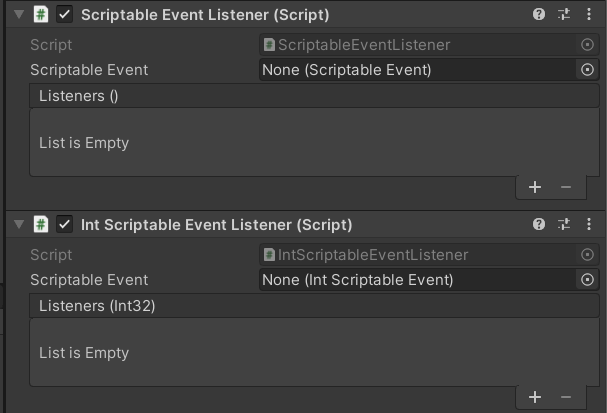 Scriptable Event Listener (Script)
Script ScriptableEventListener
Scriptable Event None (Scriptable Event)
Listeners ()
List is Empty
+ −
Int Scriptable Event Listener (Script)
Script IntScriptableEventListener
Scriptable Event None (Int Scriptable Event)
Listeners (Int32)
List is Empty
+ −